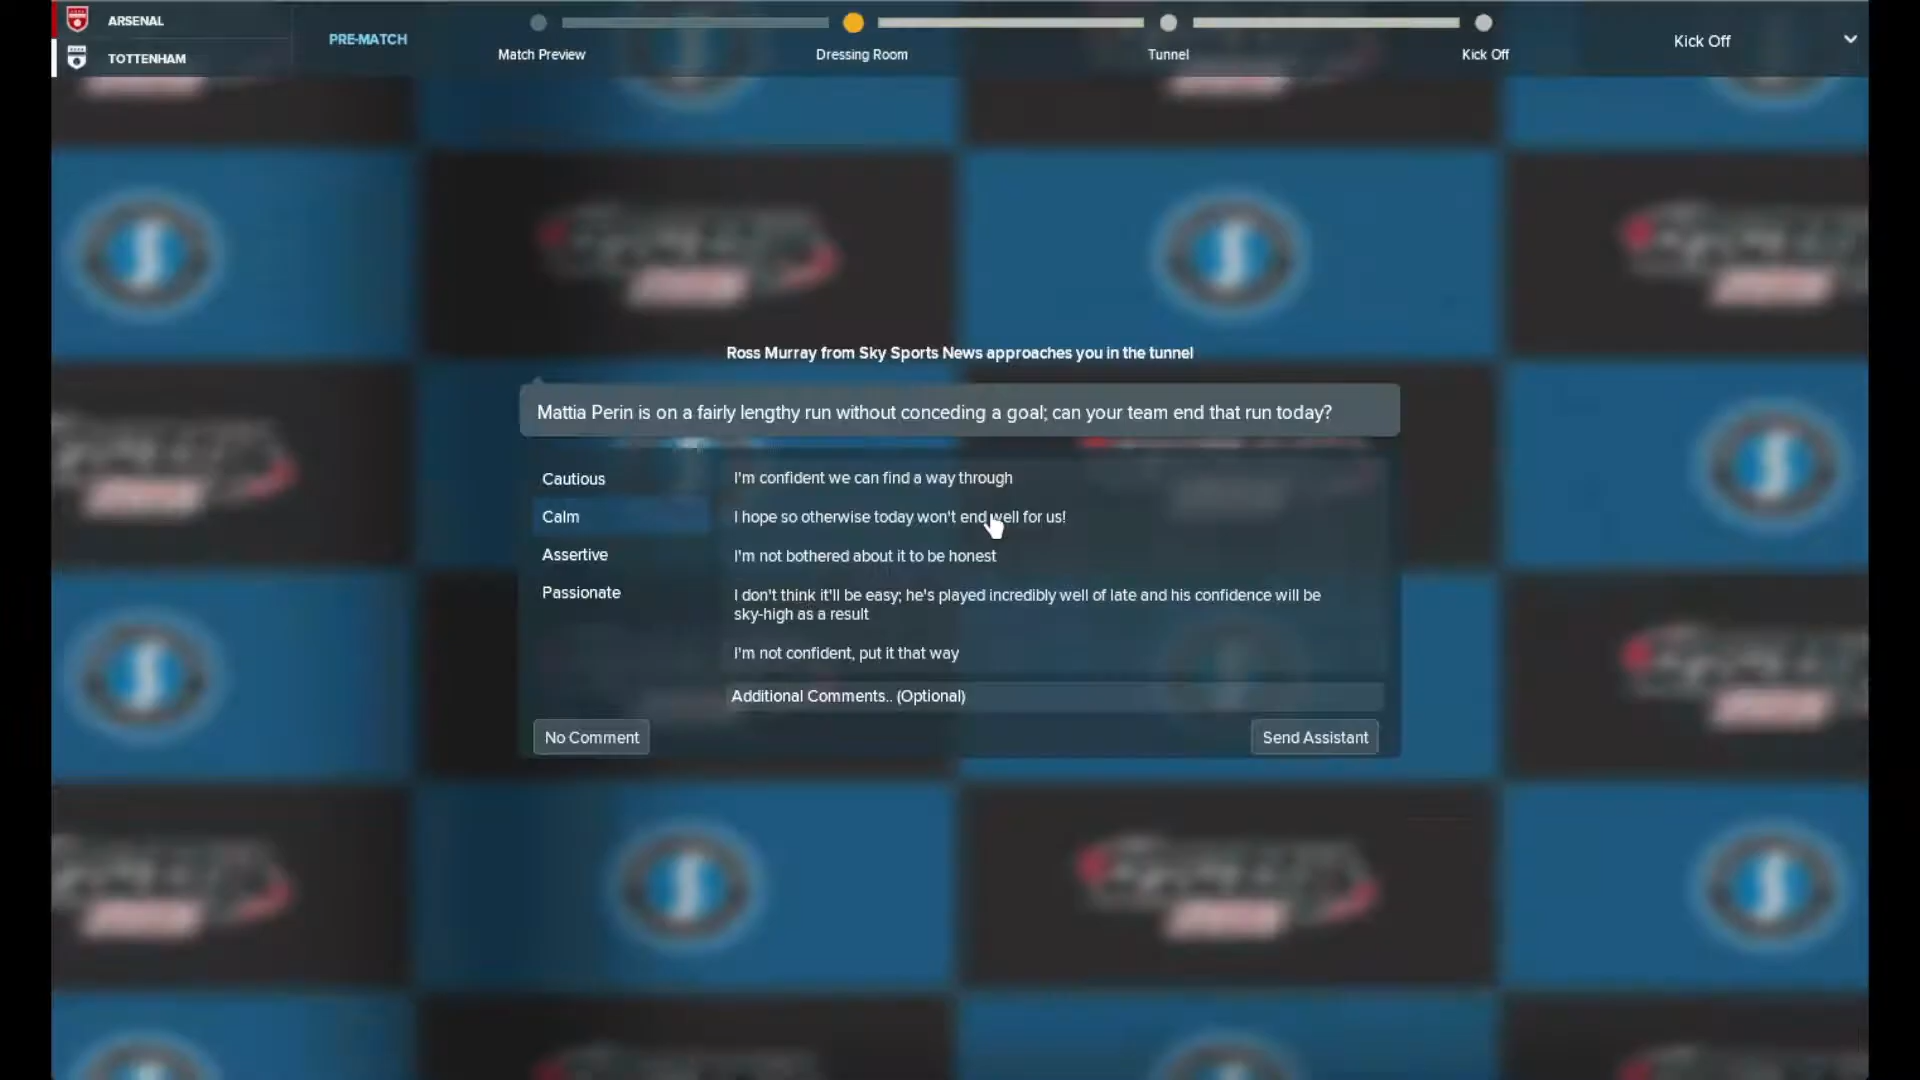 ARSENAL
TOTTENHAM
PRE-MATCH
Match Preview
Dressing Room
Tunnel
Kick Off
Kick Off
Ross Murray from Sky Sports News approaches you in the tunnel
Mattia Perin is on a fairly lengthy run without conceding a goal; can your team end that run today?
Cautious
Calm
Assertive
Passionate
I'm confident we can find a way through
I hope so otherwise today won't end well for us!
I'm not bothered about it to be honest
I don't think it'll be easy; he's played incredibly well of late and his confidence will be
sky-high as a result
I'm not confident, put it that way
Additional Comments.. (Optional)
No Comment
Send Assistant